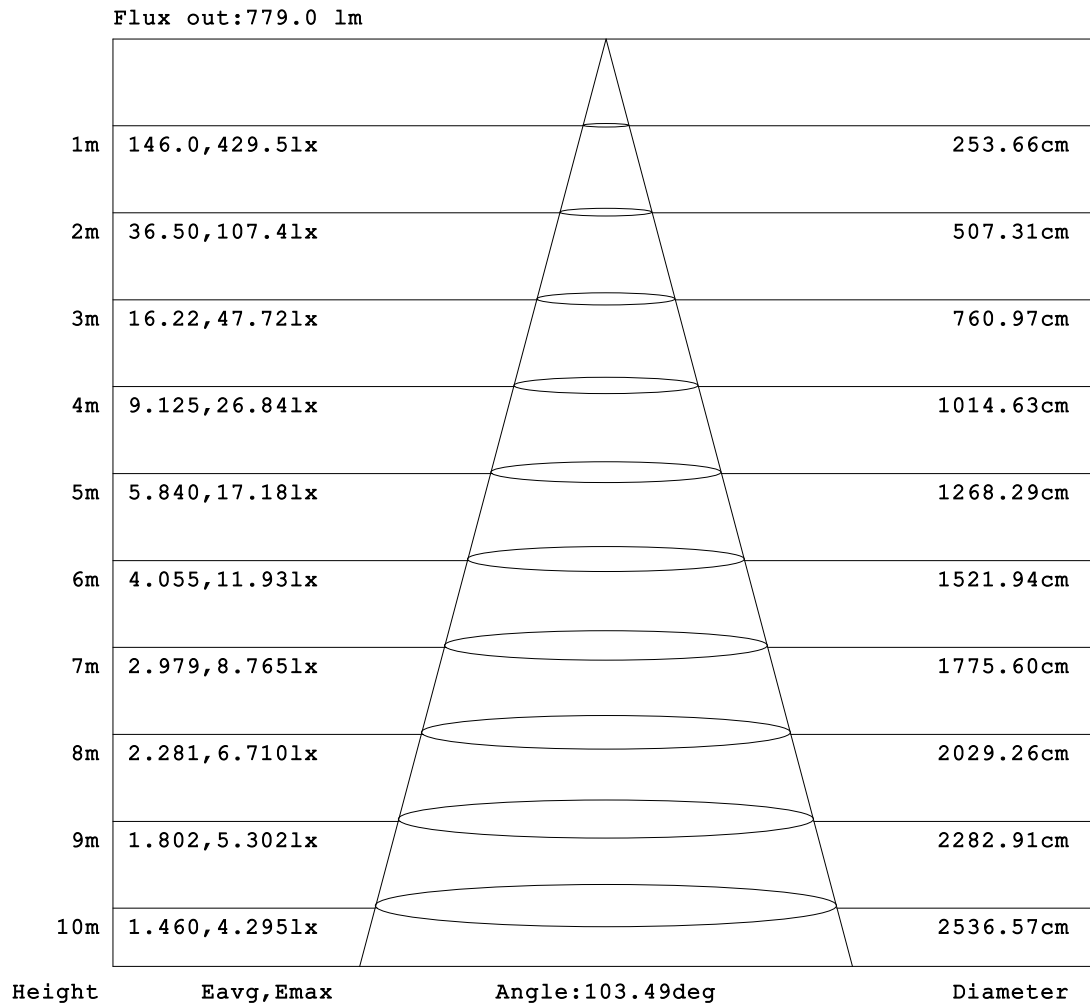 Flux out:779.0 lm
1m 146.0,429.5lx 253.66cm
2m 36.50,107.4lx 507.31cm
3m 16.22,47.72lx 760.97cm
4m 9.125,26.84lx 1014.63cm
5m 5.840,17.18lx 1268.29cm
6m 4.055,11.93lx 1521.94cm
7m 2.979,8.765lx 1775.60cm
8m 2.281,6.710lx 2029.26cm
9m 1.802,5.302lx 2282.91cm
10m 1.460,4.295lx 2536.57cm
Height Eavg,Emax Angle:103.49deg Diameter